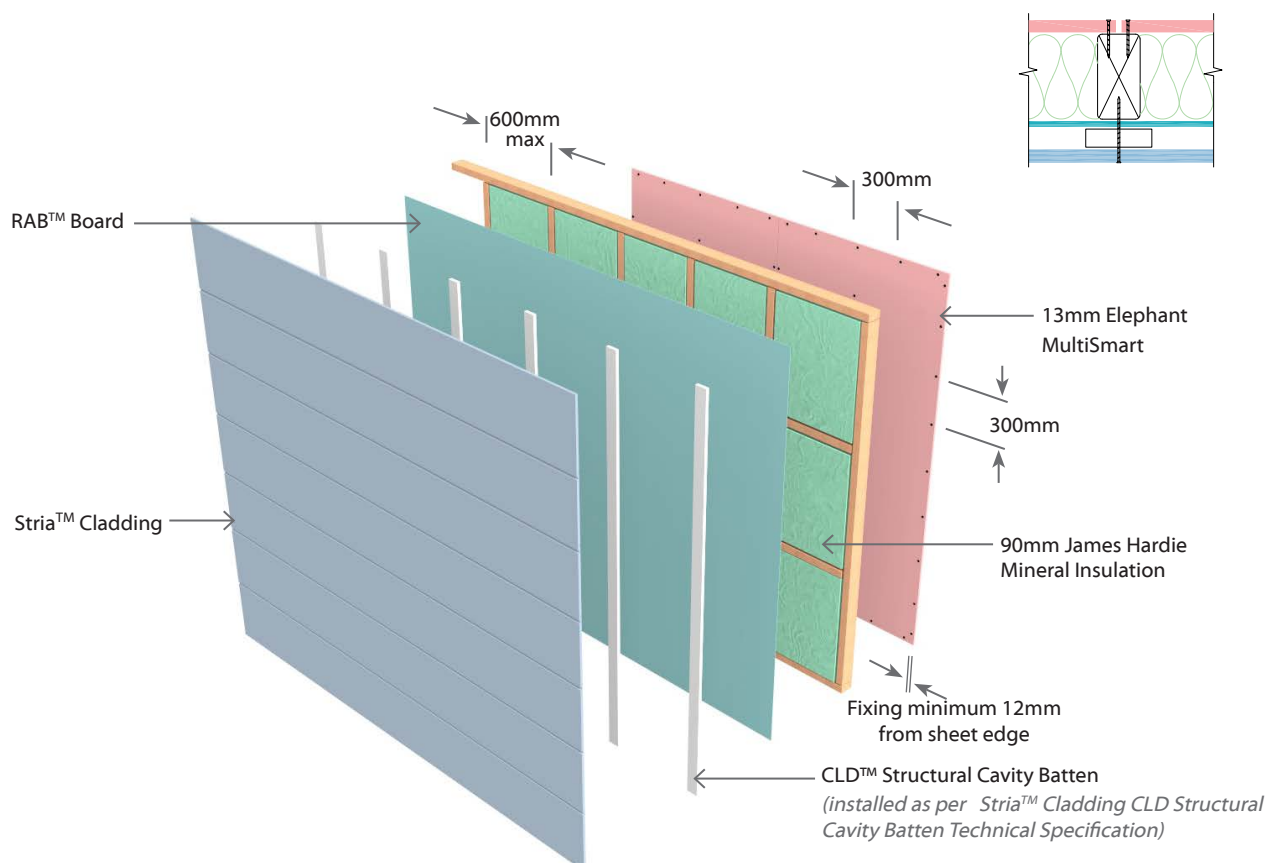 600mm
max
300mm
RAB™ Board
13mm Elephant
MultiSmart
300mm
Stria™ Cladding
90mm James Hardie
Mineral Insulation
Fixing minimum 12mm
from sheet edge
CLD™ Structural Cavity Batten
(installed as per Stria™ Cladding CLD Structural
Cavity Batten Technical Specification)